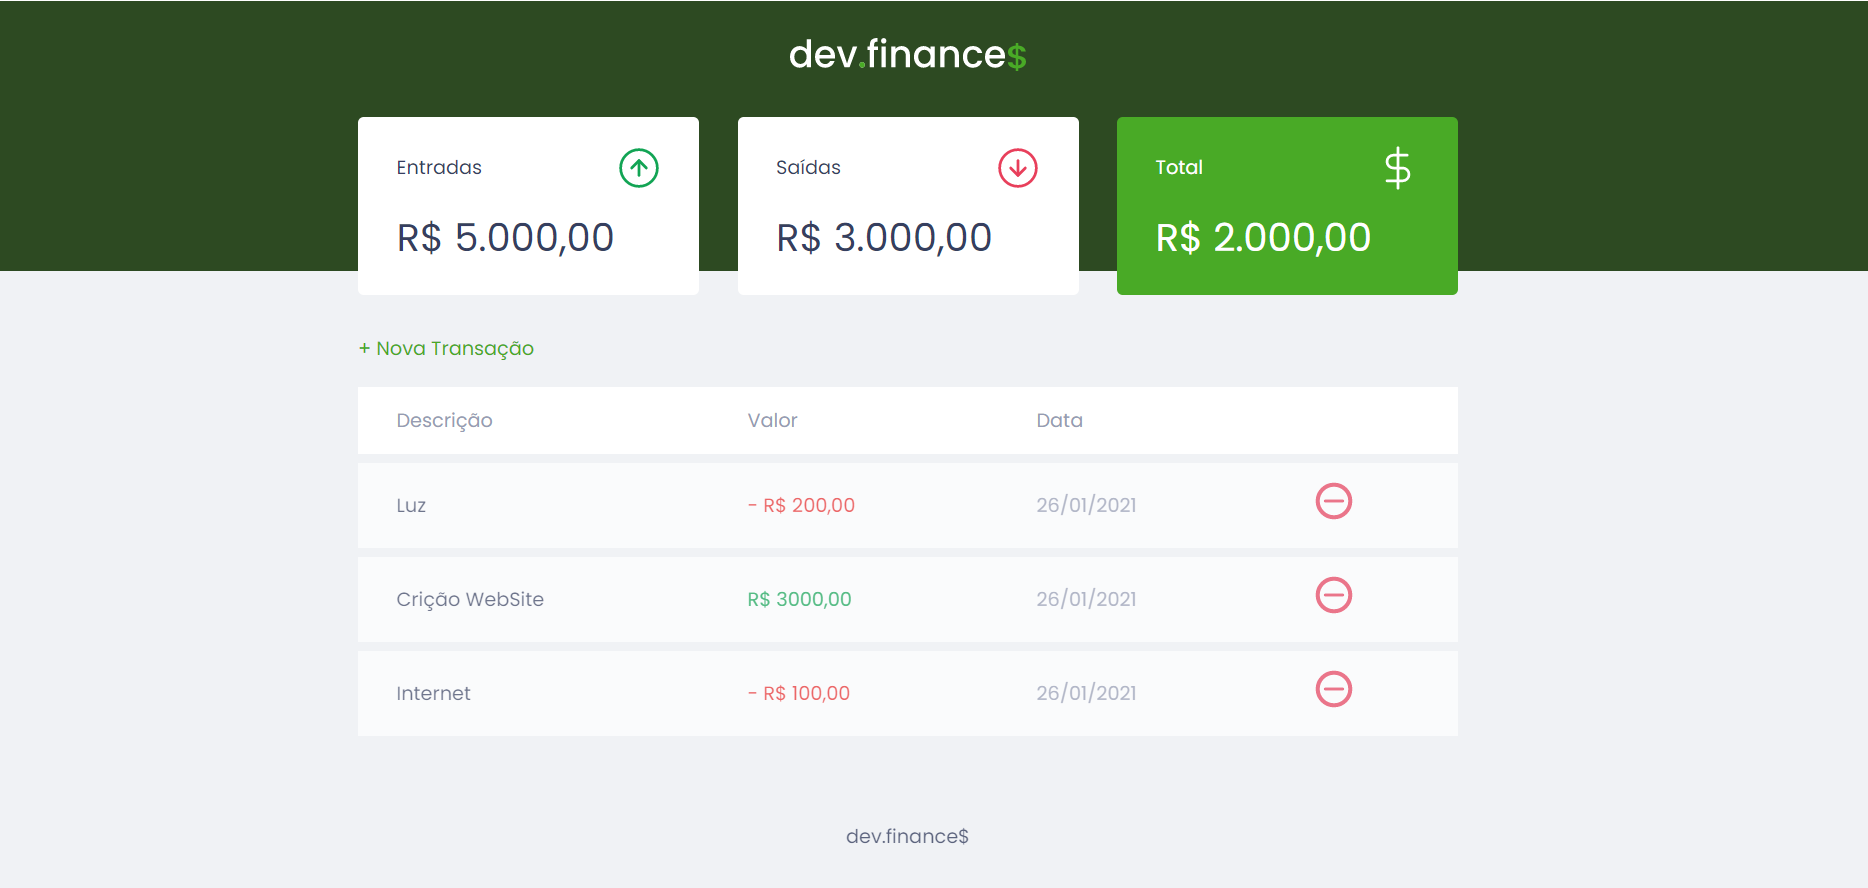 dev.finance$
Entradas
R$ 5.000,00
Saídas
R$ 3.000,00
Total
$
R$ 2.000,00
+ Nova Transação
Descrição Valor Data
Luz - R$ 200,00 26/01/2021
Crição WebSite R$ 3000,00 26/01/2021
Internet - R$ 100,00 26/01/2021
dev.finance$